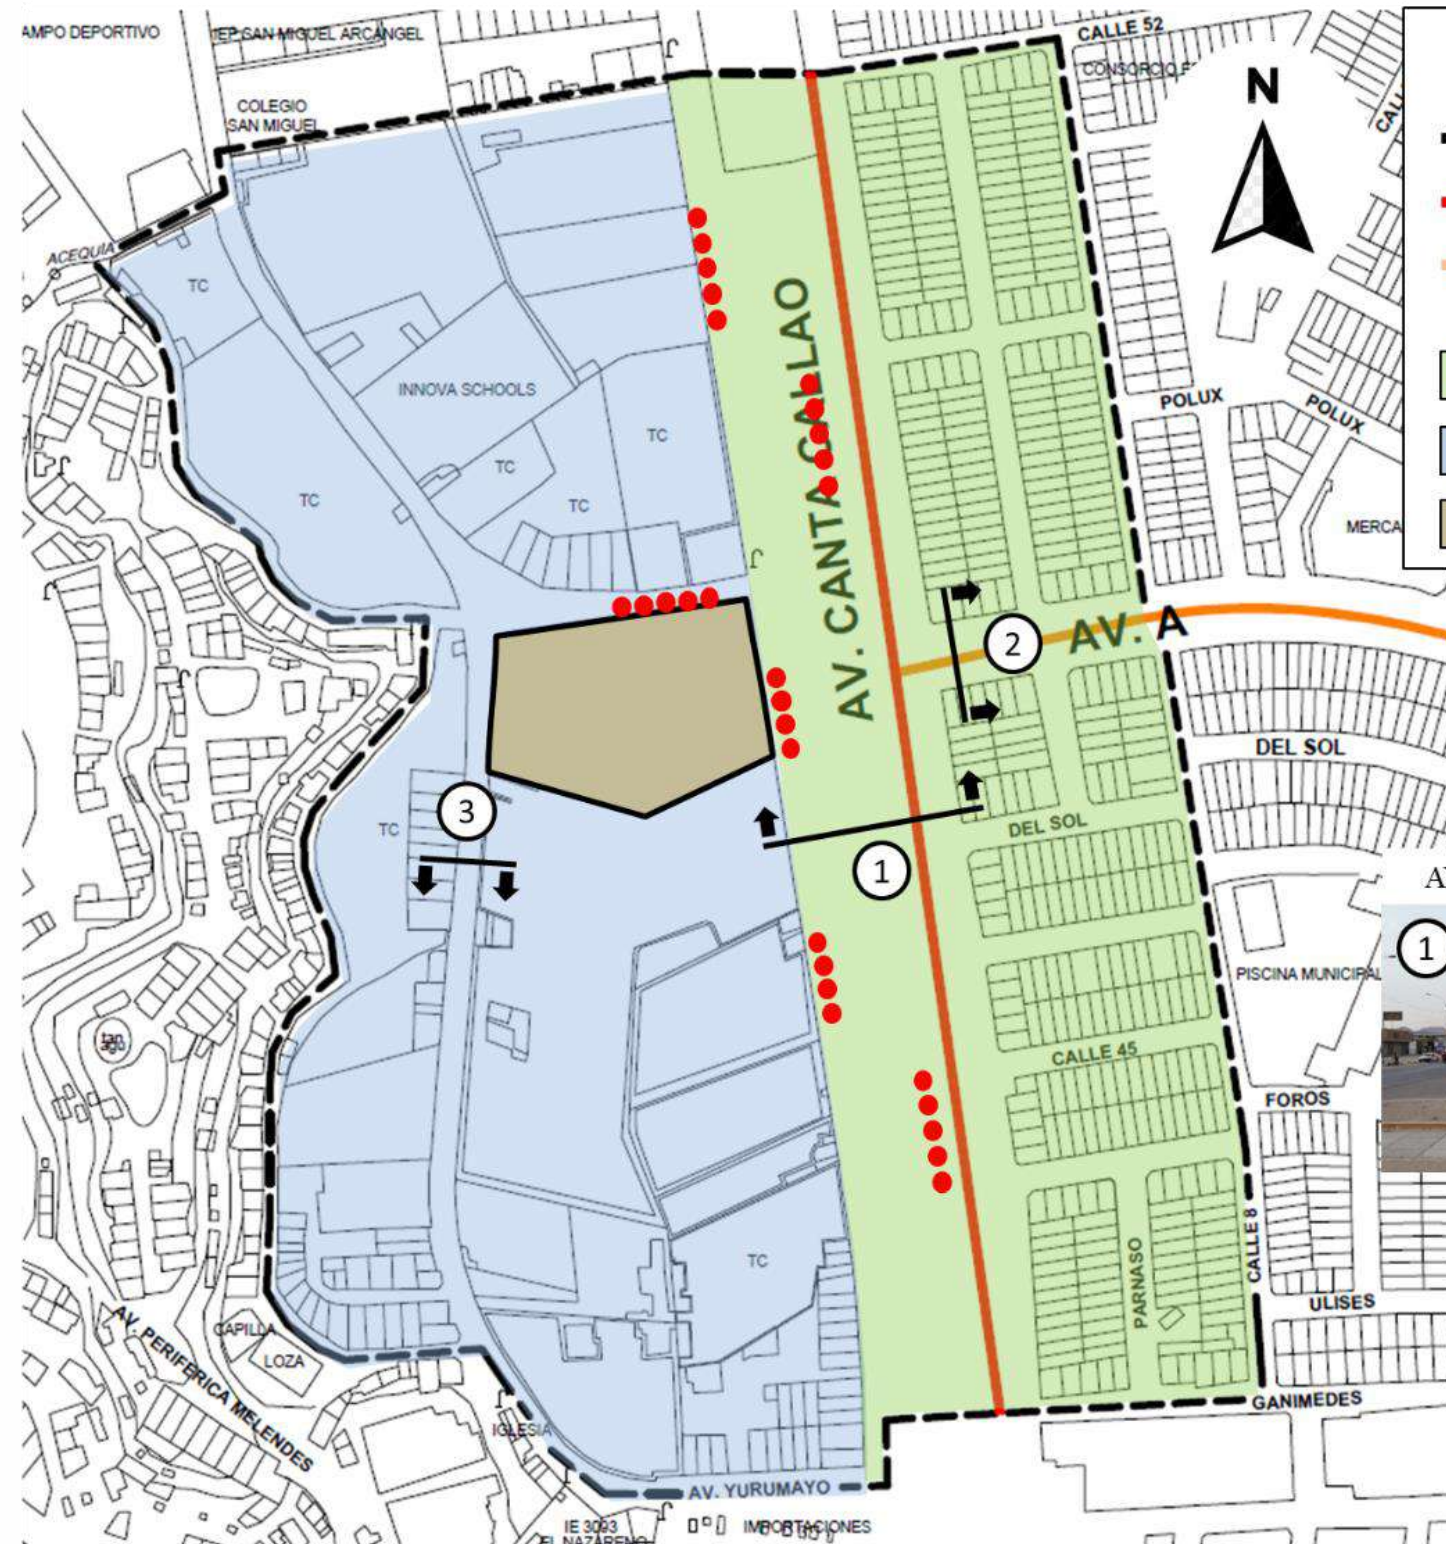 AMPO DEPORTIVO
IEP SAN MIGUEL ARCANGEL
CALLE 52
CONSORCIO E
N
COLEGIO
SAN MIGUEL
ACEQUIA
TC
INNOVA SCHOOLS
TC
TC
TC
TC
AV. CANTA CALLAO
POLUX
POLUX
MERCA
AV. A
2
DEL SOL
3
TC
DEL SOL
1
A
1
PISCINA MUNICIPAL
CALLE 45
FOROS
TC
CALLE 8
PARNASO
ULISES
AV. PERIFERICA MELENDES
CAPILLA
LOZA
GANIMEDES
IGLESIA
AV. YURUMAYO
IE 3093
EL NAZARENO
IMPORTACIONES